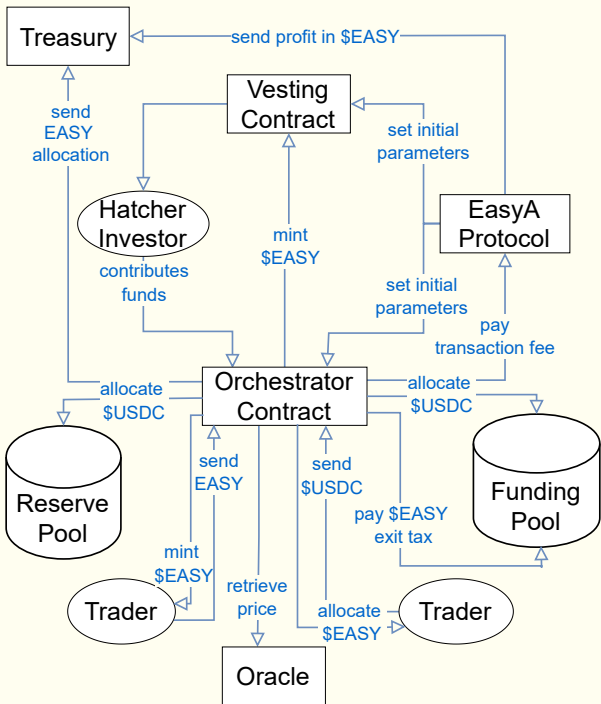 Treasury
send profit in $EASY
send
EASY
allocation
Vesting
Contract
set initial
parameters
Hatcher
Investor
EasyA
Protocol
mint
$EASY
contributes
funds
set initial
parameters
pay
transaction fee
allocate
$USDC
Orchestrator
Contract
allocate
$USDC
Reserve
Pool
send
EASY
send
$USDC
Funding
Pool
pay $EASY
exit tax
mint
$EASY
retrieve
price
Trader
allocate
$EASY
Trader
Oracle